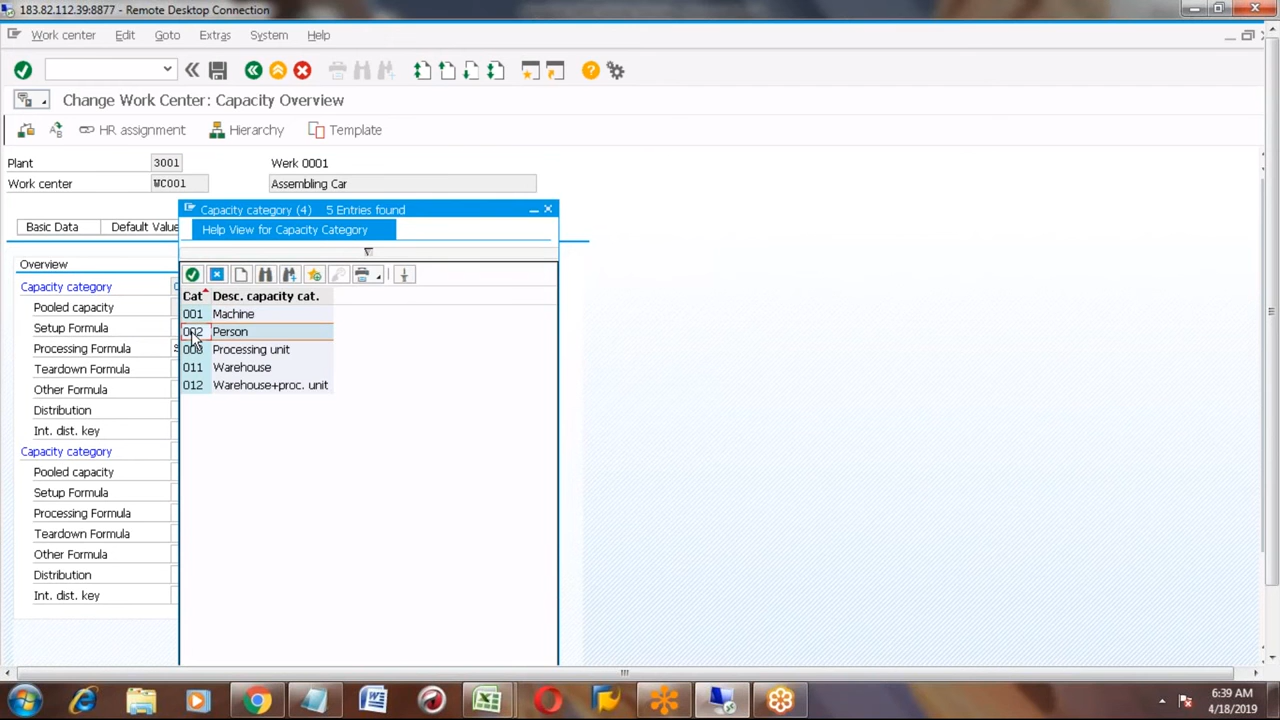 183.82.112.39:8877 - Remote Desktop Connection
Work center Edit Goto Extras System Help
Change Work Center: Capacity Overview
HR assignment Hierarchy Template
Plant 3001 Werk 0001
Work center WC001 Assembling Car
Capacity category (4) 5 Entries found
Basic Data Default Value
Help View for Capacity Category
Overview
Capacity category
Pooled capacity
Setup Formula
Processing Formula
Teardown Formula
Other Formula
Distribution
Int. dist. key
Capacity category
Pooled capacity
Setup Formula
Processing Formula
Teardown Formula
Other Formula
Distribution
Int. dist. key
Cat Desc. capacity cat.
001 Machine
002 Person
Processing unit
011 Warehouse
012 Warehouse+proc. unit
6:39 AM
4/18/2019